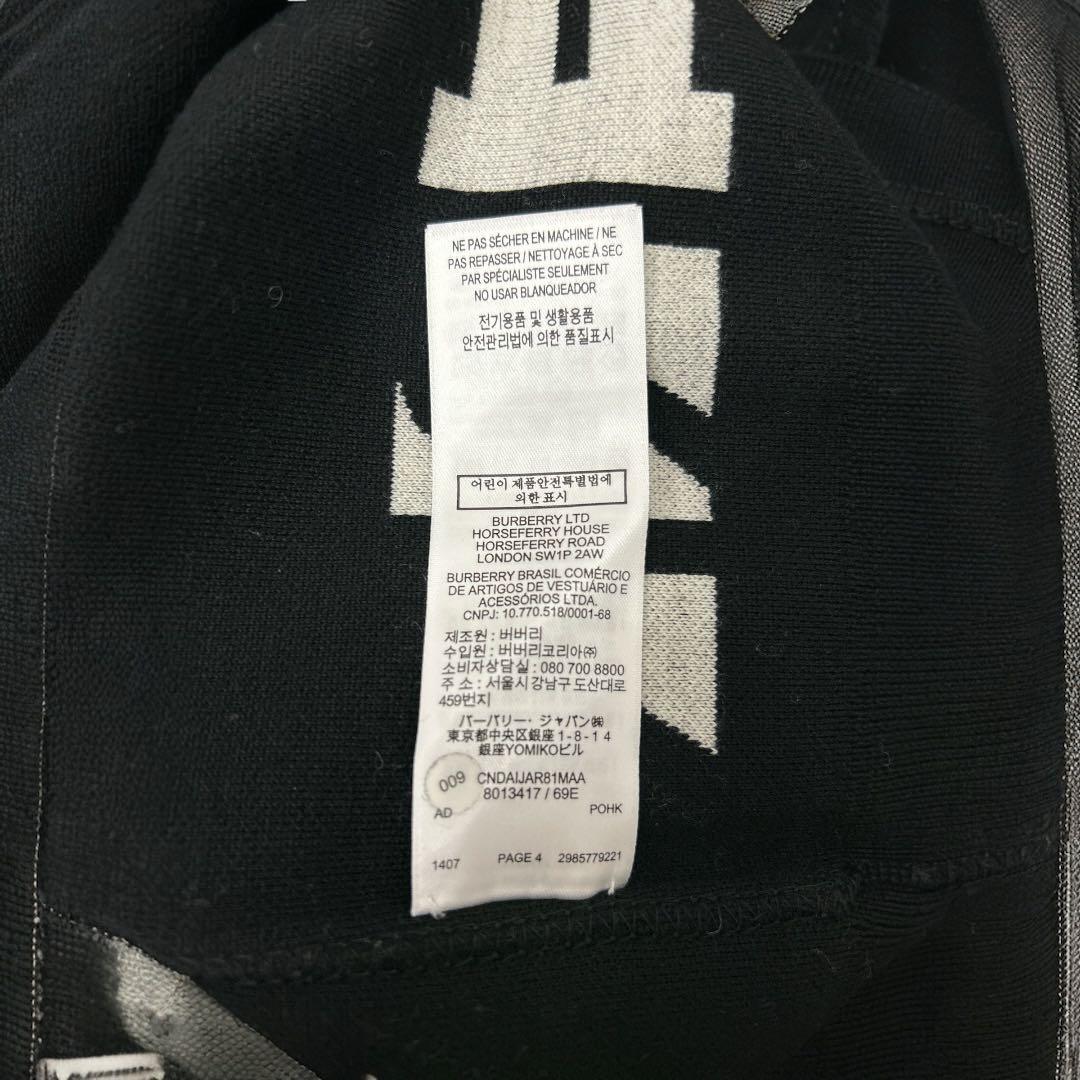 NE PAS SÉCHER EN MACHINE / NE
PAS REPASSER / NETTOYAGE À SEC
PAR SPÉCIALISTE SEULEMENT
NO USAR BLANQUEADOR
전기용품 및 생활용품
안전관리법에 의한 품질표시
어린이 제품안전특별법에
의한 표시
BURBERRY LTD
HORSEFERRY HOUSE
HORSEFERRY ROAD
LONDON SW1P 2AW
BURBERRY BRASIL COMÉRCIO
DE ARTIGOS DE VESTUÁRIO E
ACESSÓRIOS LTDA.
CNPJ: 10.770.518/0001-68
제조원 : 버버리
수입원 : 버버리코리아㈜
소비자상담실 : 080 700 8800
주 소 : 서울시 강남구 도산대로
459번지
バーバリー・ジャパン㈱
東京都中央区銀座1-8-14
銀座YOMIKOビル
009
CNDAIJAR81MAA
8013417 / 69E
AD POHK
1407 PAGE 4 2985779221